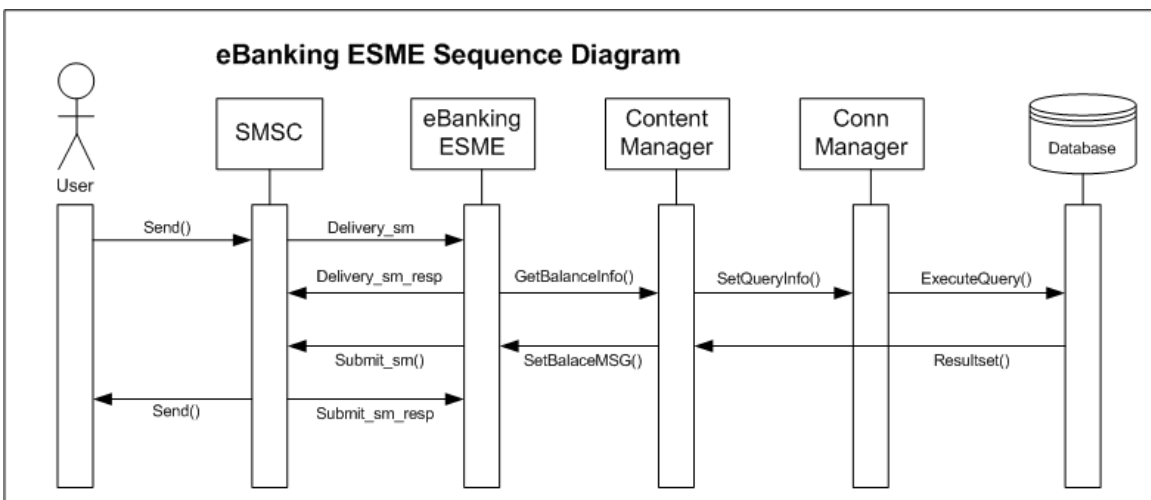 eBanking ESME Sequence Diagram
User
SMSC
eBanking
ESME
Content
Manager
Conn
Manager
Database
Send()
Delivery_sm
Delivery_sm_resp
GetBalanceInfo()
SetQueryInfo()
ExecuteQuery()
Submit_sm()
SetBalaceMSG()
Resultset()
Send()
Submit_sm_resp